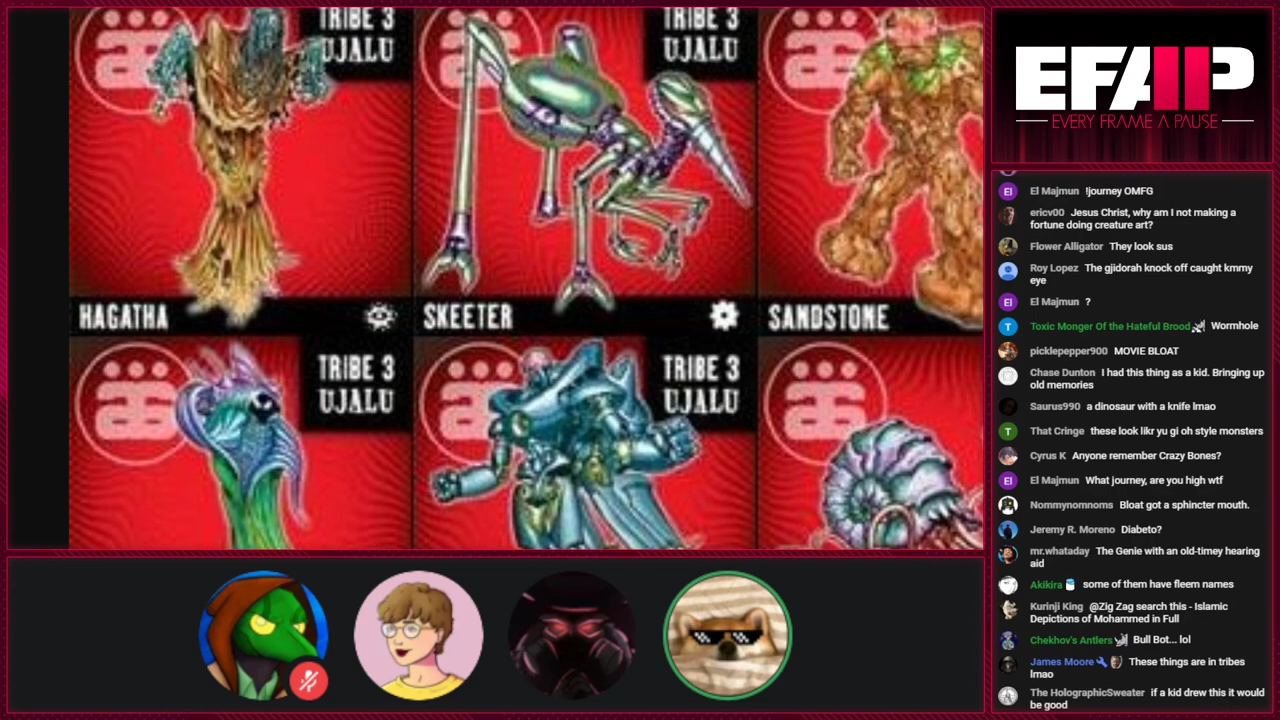 TRIBE 3
UJALU
TRIBE 3
UJALU
HAGATHA
SKEETER
SANDSTONE
TRIBE 3
UJALU
TRIBE 3
UJALU
EFAP
EVERY FRAME A PAUSE
El Majmun !journey OMFG
ericv00 Jesus Christ, why am I not making a
fortune doing creature art?
Flower Alligator They look sus
Roy Lopez The gjidorah knock off caught kmmy
eye
El Majmun ?
Toxic Monger Of the Hateful Brood Wormhole
picklepepper900 MOVIE BLOAT
Chase Dunton I had this thing as a kid. Bringing up
old memories
Saurus990 a dinosaur with a knife lmao
That Cringe these look likr yu gi oh style monsters
Cyrus K Anyone remember Crazy Bones?
El Majmun What journey, are you high wtf
Nommynomnoms Bloat got a sphincter mouth.
Jeremy R. Moreno Diabeto?
mr.whataday The Genie with an old-timey hearing
aid
Akikira some of them have fleem names
Kurinji King @Zig Zag search this - Islamic
Depictions of Mohammed in Full
Chekhov's Antlers Bull Bot... lol
James Moore These things are in tribes
lmao
The HolographicSweater if a kid drew this it would
be good